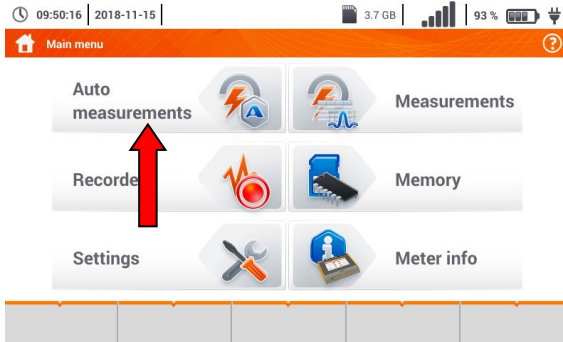 09:50:16 2018-11-15 3.7 GB 93 %
Main menu ?
Auto
measurements
Measurements
Memory
Settings
Meter info